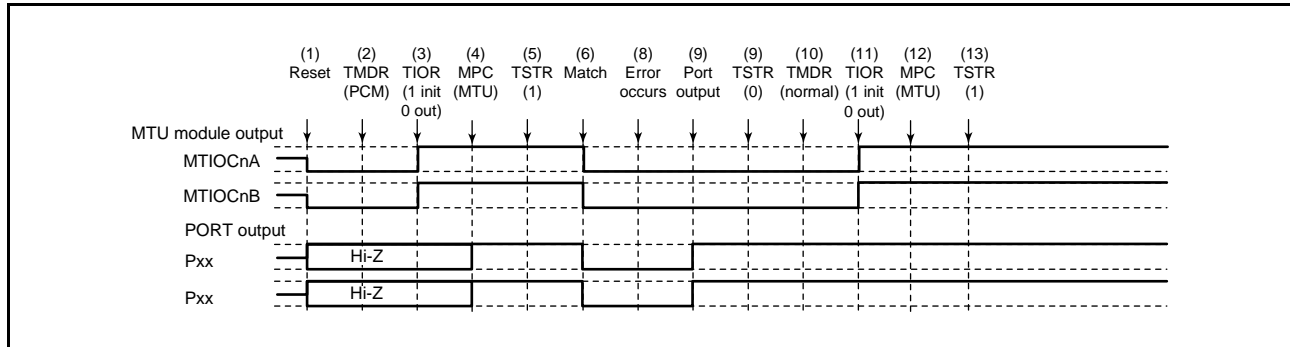 (1) (2) (3) (4) (5) (6) (8) (9) (9) (10) (11) (12) (13)
Reset TMDR TIOR MPC TSTR Match Error Port TSTR TMDR TIOR MPC TSTR
(PCM) (1 init (MTU) (1) occurs output (0) (normal) (1 init (MTU) (1)
0 out) 0 out)
MTU module output
MTIOCnA
MTIOCnB
PORT output
Pxx Hi-Z
Pxx Hi-Z